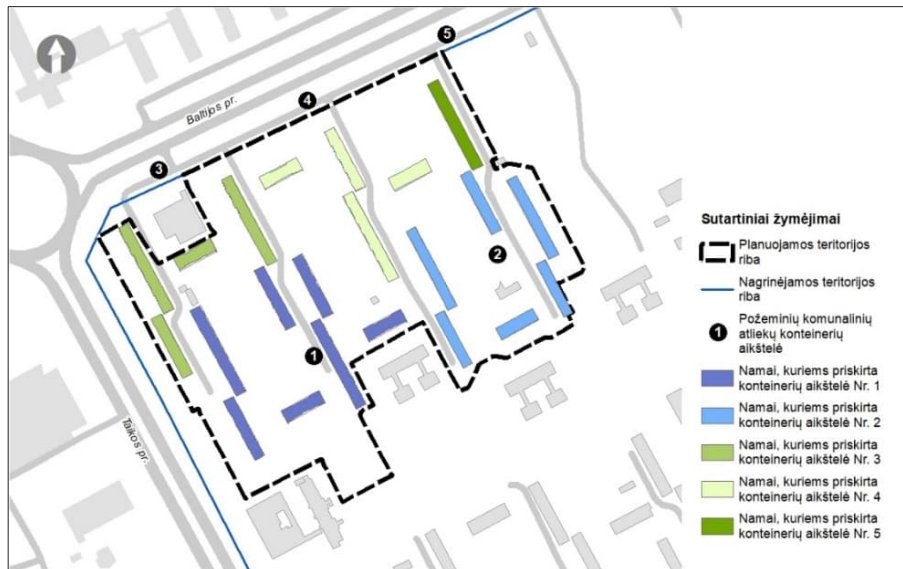 5
4
Baltijos pr.
3
2
1
Taikos pr.
Sutartiniai žymėjimai
Planuojamos teritorijos
riba
Nagrinėjamos teritorijos
riba
1 Požeminių komunalinių
atliekų konteinerių
aikštelė
Namai, kuriems priskirta
konteinerių aikštelė Nr. 1
Namai, kuriems priskirta
konteinerių aikštelė Nr. 2
Namai, kuriems priskirta
konteinerių aikštelė Nr. 3
Namai, kuriems priskirta
konteinerių aikštelė Nr. 4
Namai, kuriems priskirta
konteinerių aikštelė Nr. 5